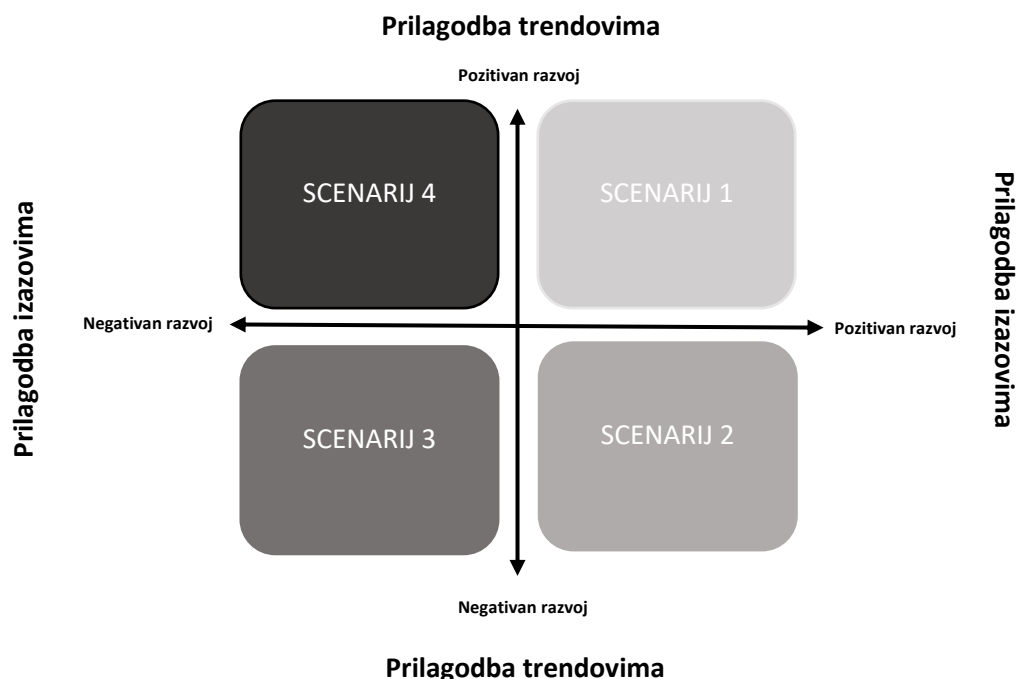 Prilagodba trendovima
Pozitivan razvoj
SCENARIJ 4
SCENARIJ 1
Prilagodba izazovima
Prilagodba izazovima
Negativan razvoj
Pozitivan razvoj
SCENARIJ 3
SCENARIJ 2
Negativan razvoj
Prilagodba trendovima